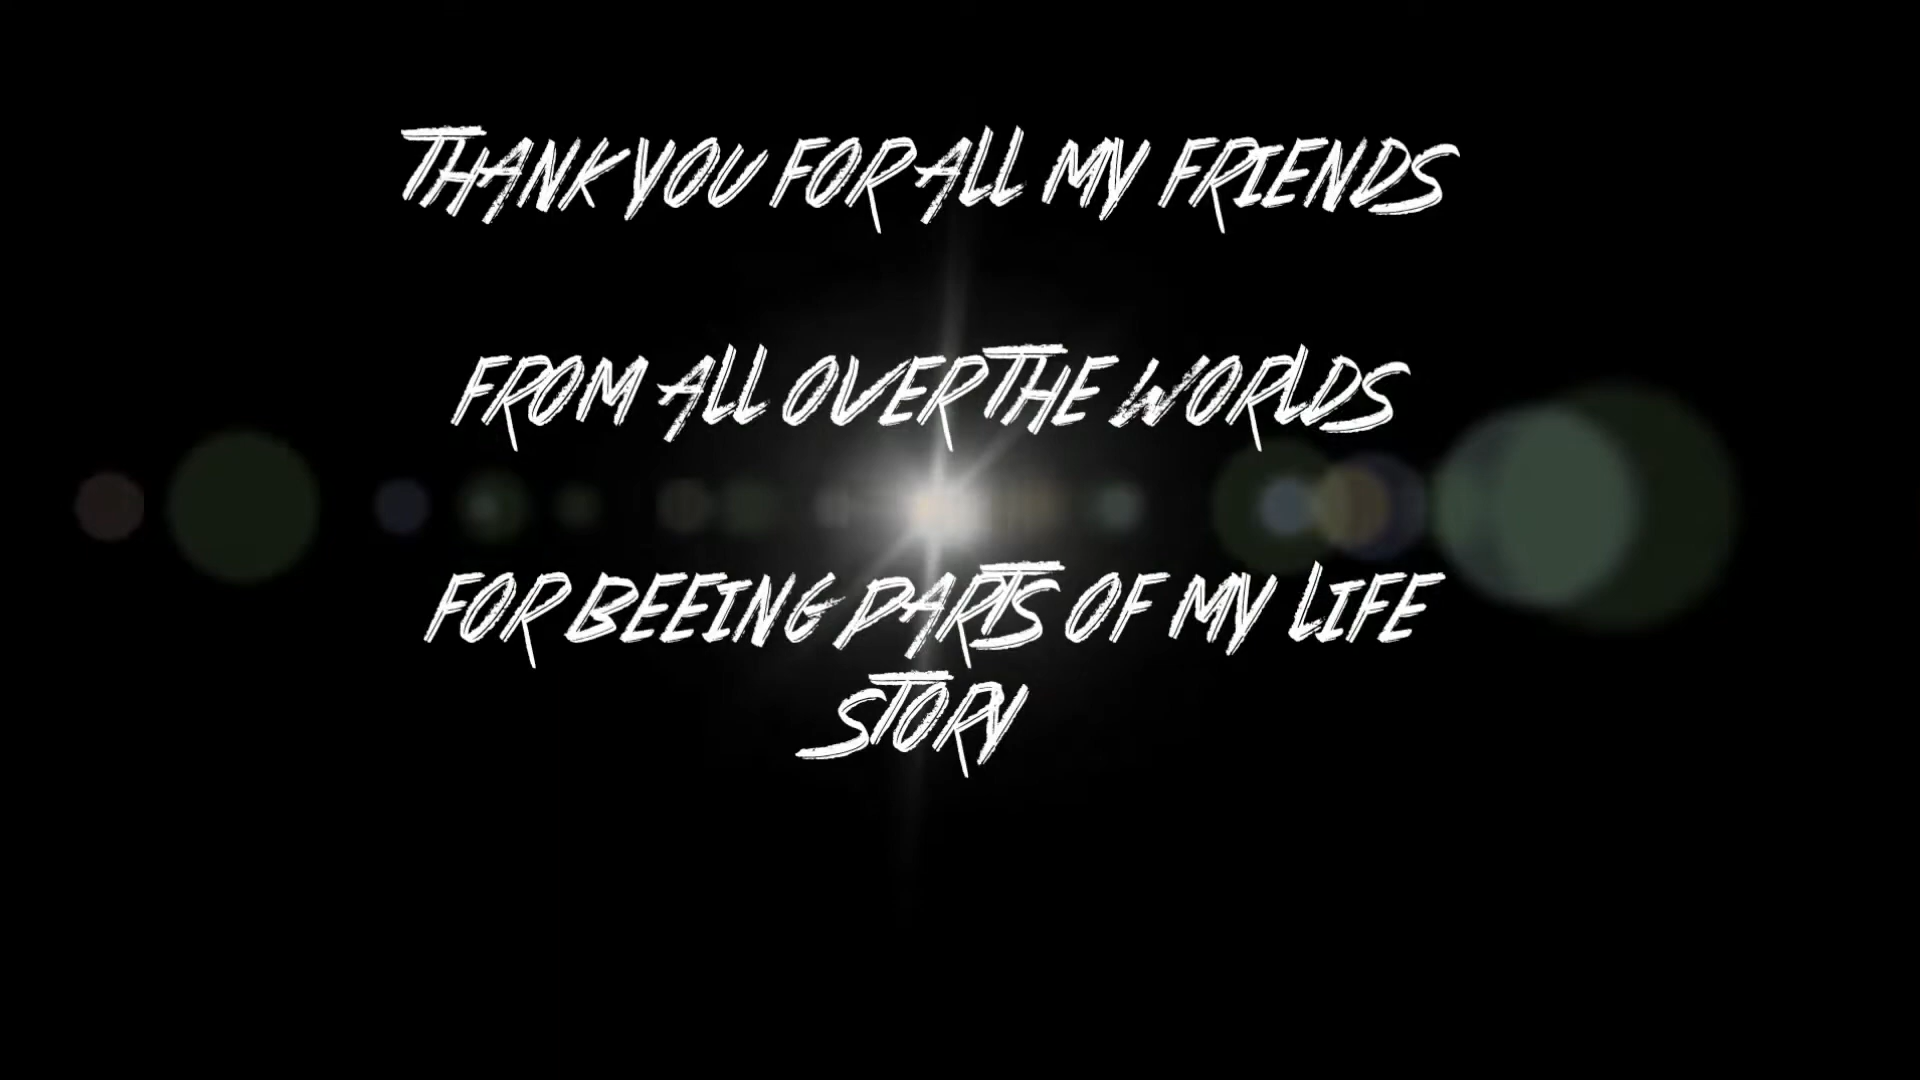 THANK YOU FOR ALL MY FRIENDS
FROM ALL OVER THE WORLDS
FOR BEEING PARTS OF MY LIFE
STORY